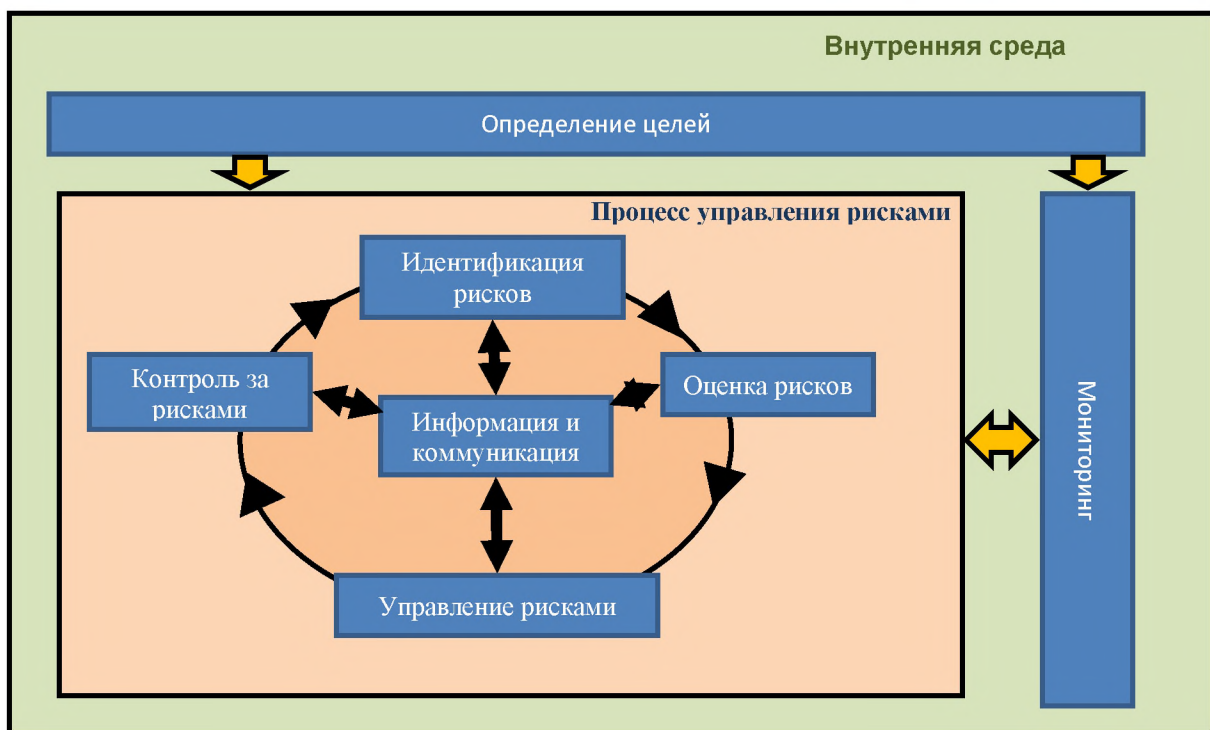 Внутренняя среда
Определение целей
Процесс управления рисками
Идентификация
рисков
Контроль за
рисками
Оценка рисков
Информация и
коммуникация
Управление рисками
Мониторинг